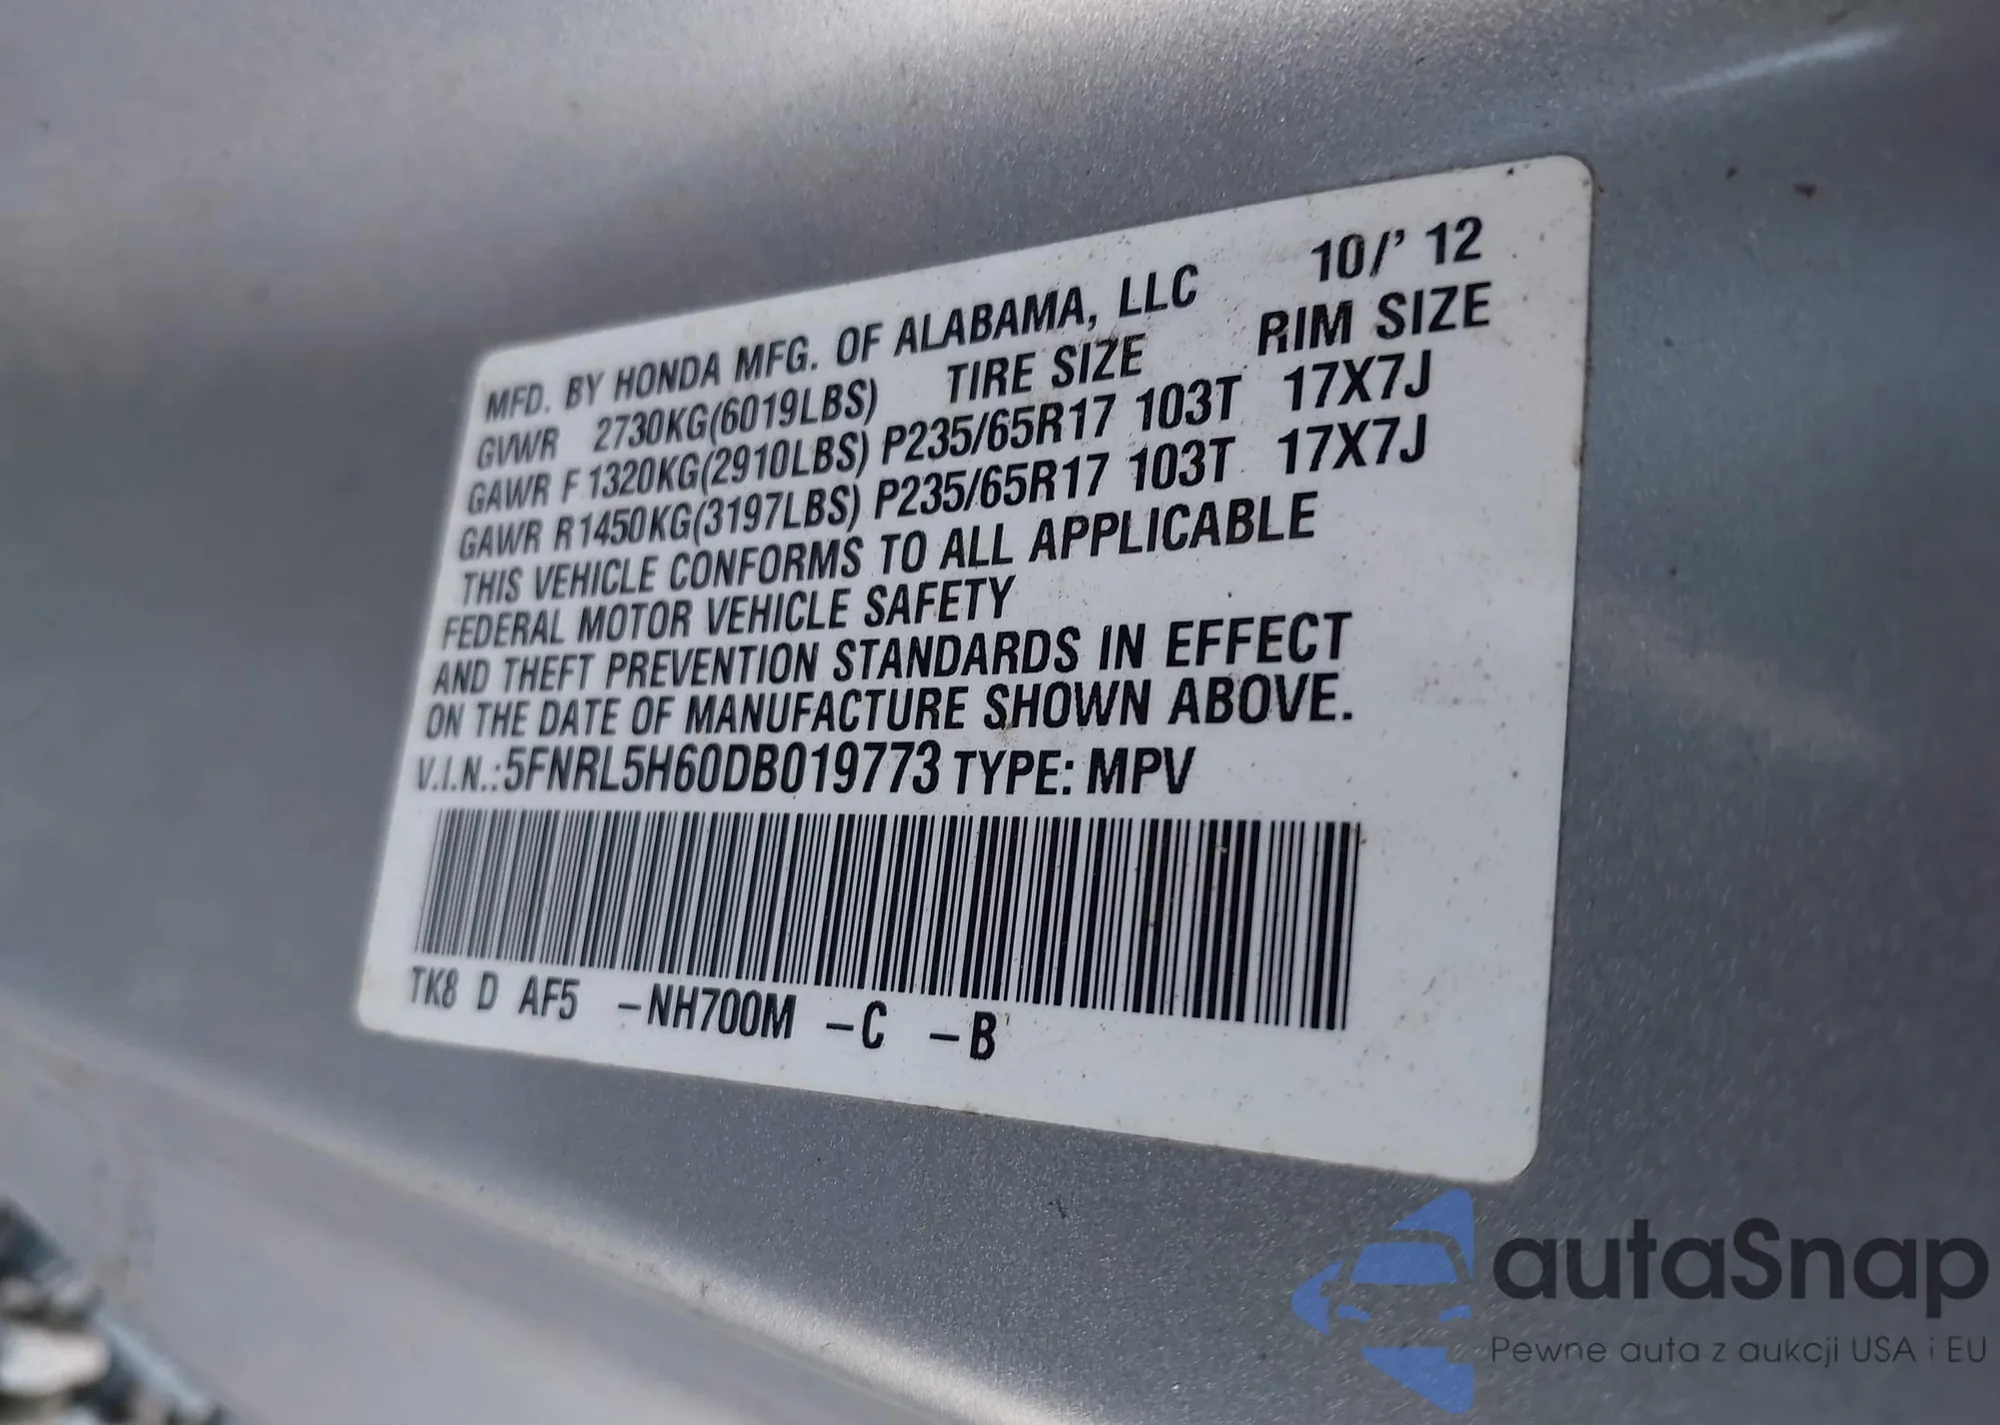 MFD. BY HONDA MFG. OF ALABAMA, LLC 10/' 12
GVWR 2730KG(6019LBS) TIRE SIZE RIM SIZE
GAWR F 1320KG(2910LBS) P235/65R17 103T 17X7J
GAWR R1450KG(3197LBS) P235/65R17 103T 17X7J
THIS VEHICLE CONFORMS TO ALL APPLICABLE
FEDERAL MOTOR VEHICLE SAFETY
AND THEFT PREVENTION STANDARDS IN EFFECT
ON THE DATE OF MANUFACTURE SHOWN ABOVE.
V.I.N.:5FNRL5H60DB019773 TYPE: MPV
TK8 D AF5 -NH700M -C -B
autaSnap
Pewne auta z aukcji USA i EU